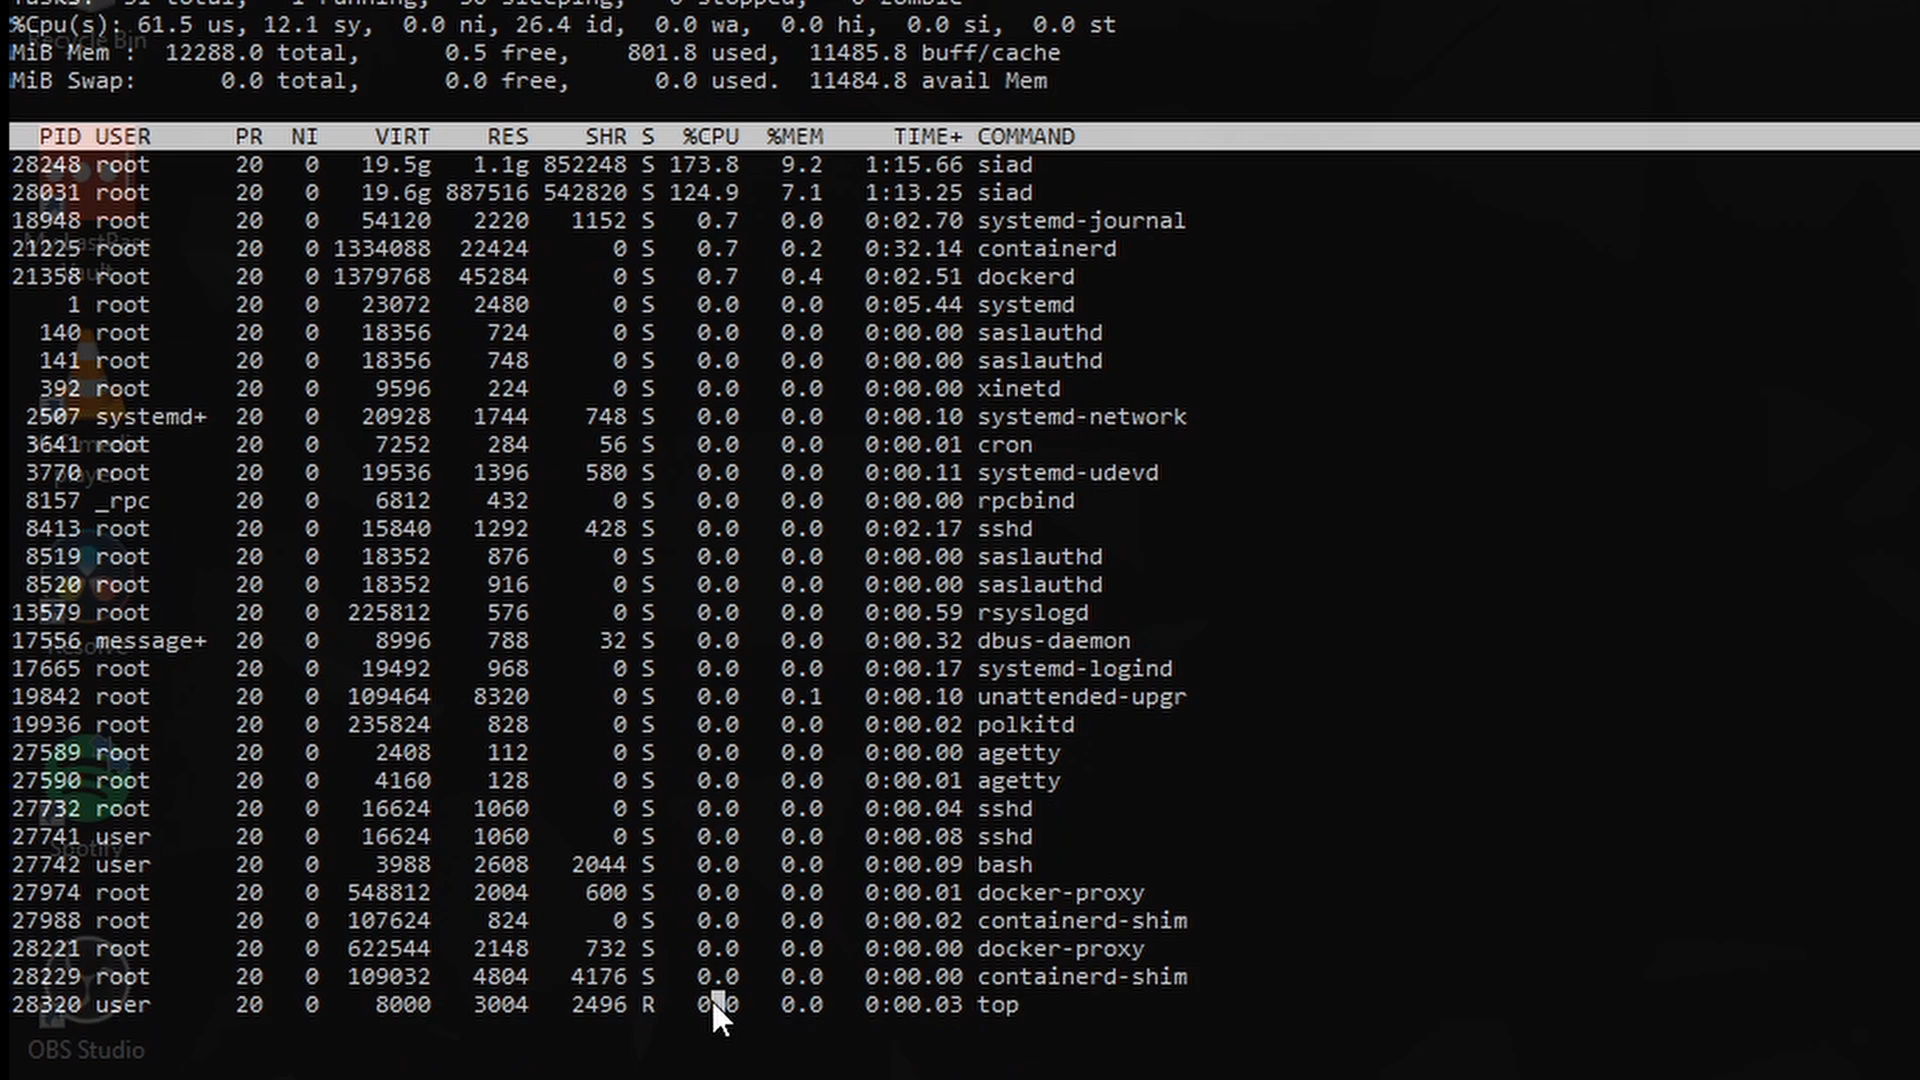 Tasks: 31 total, 1 running, 30 sleeping, 0 stopped, 0 zombie
%Cpu(s): 61.5 us, 12.1 sy, 0.0 ni, 26.4 id, 0.0 wa, 0.0 hi, 0.0 si, 0.0 st
MiB Mem : 12288.0 total, 0.5 free, 801.8 used, 11485.8 buff/cache
MiB Swap: 0.0 total, 0.0 free, 0.0 used. 11484.8 avail Mem
PID USER PR NI VIRT RES SHR S %CPU %MEM TIME+ COMMAND
28248 root 20 0 19.5g 1.1g 852248 S 173.8 9.2 1:15.66 siad
28031 root 20 0 19.6g 887516 542820 S 124.9 7.1 1:13.25 siad
18948 root 20 0 54120 2220 1152 S 0.7 0.0 0:02.70 systemd-journal
21225 root 20 0 1334088 22424 0 S 0.7 0.2 0:32.14 containerd
21358 root 20 0 1379768 45284 0 S 0.7 0.4 0:02.51 dockerd
1 root 20 0 23072 2480 0 S 0.0 0.0 0:05.44 systemd
140 root 20 0 18356 724 0 S 0.0 0.0 0:00.00 saslauthd
141 root 20 0 18356 748 0 S 0.0 0.0 0:00.00 saslauthd
392 root 20 0 9596 224 0 S 0.0 0.0 0:00.00 xinetd
2507 systemd+ 20 0 20928 1744 748 S 0.0 0.0 0:00.10 systemd-network
3641 root 20 0 7252 284 56 S 0.0 0.0 0:00.01 cron
3770 root 20 0 19536 1396 580 S 0.0 0.0 0:00.11 systemd-udevd
8157 _rpc 20 0 6812 432 0 S 0.0 0.0 0:00.00 rpcbind
8413 root 20 0 15840 1292 428 S 0.0 0.0 0:02.17 sshd
8519 root 20 0 18352 876 0 S 0.0 0.0 0:00.00 saslauthd
8520 root 20 0 18352 916 0 S 0.0 0.0 0:00.00 saslauthd
13579 root 20 0 225812 576 0 S 0.0 0.0 0:00.59 rsyslogd
17556 message+ 20 0 8996 788 32 S 0.0 0.0 0:00.32 dbus-daemon
17665 root 20 0 19492 968 0 S 0.0 0.0 0:00.17 systemd-logind
19842 root 20 0 109464 8320 0 S 0.0 0.1 0:00.10 unattended-upgr
19936 root 20 0 235824 828 0 S 0.0 0.0 0:00.02 polkitd
27589 root 20 0 2408 112 0 S 0.0 0.0 0:00.00 agetty
27590 root 20 0 4160 128 0 S 0.0 0.0 0:00.01 agetty
27732 root 20 0 16624 1060 0 S 0.0 0.0 0:00.04 sshd
27741 user 20 0 16624 1060 0 S 0.0 0.0 0:00.08 sshd
27742 user 20 0 3988 2608 2044 S 0.0 0.0 0:00.09 bash
27974 root 20 0 548812 2004 600 S 0.0 0.0 0:00.01 docker-proxy
27988 root 20 0 107624 824 0 S 0.0 0.0 0:00.02 containerd-shim
28221 root 20 0 622544 2148 732 S 0.0 0.0 0:00.00 docker-proxy
28229 root 20 0 109032 4804 4176 S 0.0 0.0 0:00.00 containerd-shim
28320 user 20 0 8000 3004 2496 R 0.0 0.0 0:00.03 top
Recycle Bin
Vault
Spotify
OBS Studio